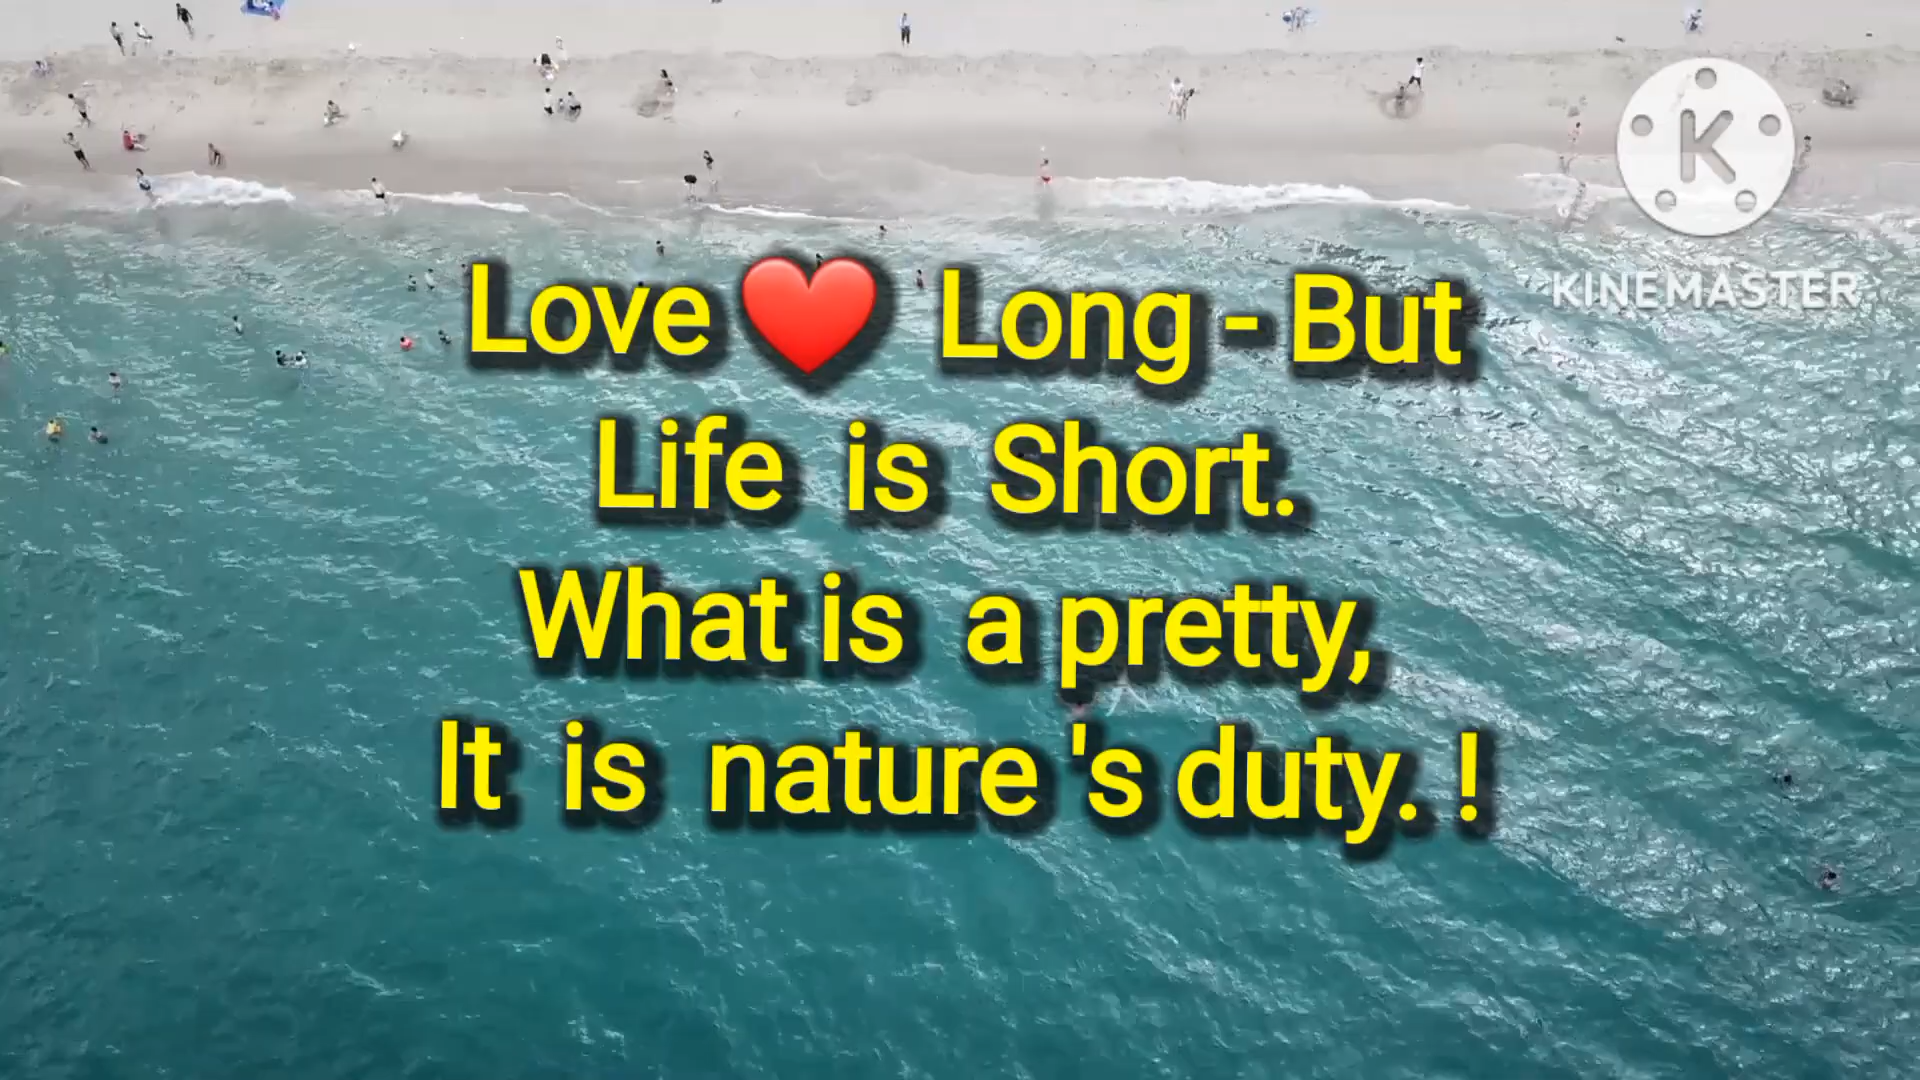 K
KINEMASTER
Love ❤️ Long - But
Life is Short.
What is a pretty,
It is nature 's duty. !